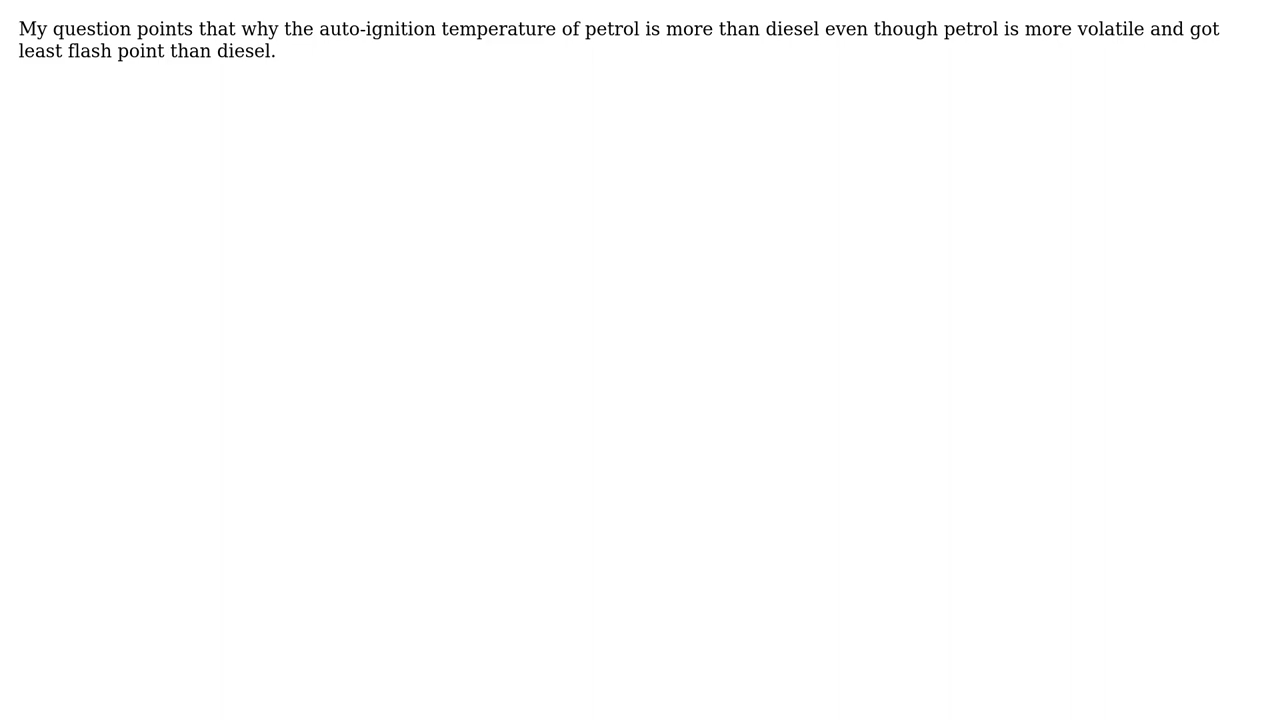 My question points that why the auto-ignition temperature of petrol is more than diesel even though petrol is more volatile and got
least flash point than diesel.